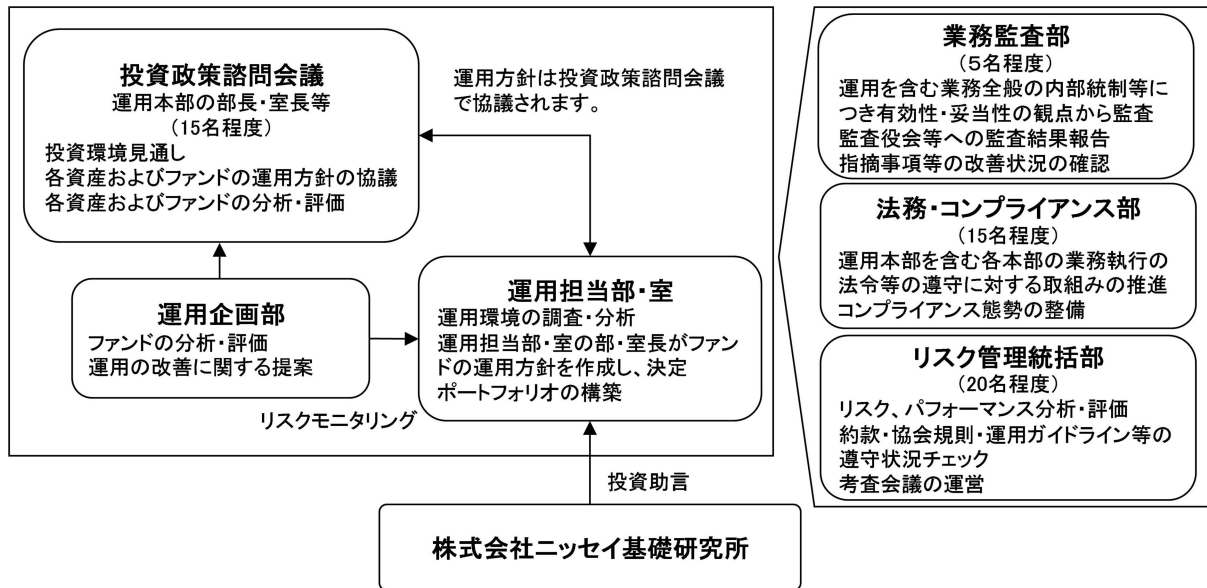 投資政策諮問会議
運用本部の部長・室長等
(15名程度)
投資環境見通し
各資産およびファンドの運用方針の協議
各資産およびファンドの分析・評価
運用方針は投資政策諮問会議
で協議されます。
運用企画部
ファンドの分析・評価
運用の改善に関する提案
運用担当部・室
運用環境の調査・分析
運用担当部・室の部・室長がファン
ドの運用方針を作成し、決定
ポートフォリオの構築
リスクモニタリング
投資助言
株式会社ニッセイ基礎研究所
業務監査部
(5名程度)
運用を含む業務全般の内部統制等に
つき有効性・妥当性の観点から監査
監査役会等への監査結果報告
指摘事項等の改善状況の確認
法務・コンプライアンス部
(15名程度)
運用本部を含む各本部の業務執行の
法令等の遵守に対する取組みの推進
コンプライアンス態勢の整備
リスク管理統括部
(20名程度)
リスク、パフォーマンス分析・評価
約款・協会規則・運用ガイドライン等の
遵守状況チェック
考査会議の運営